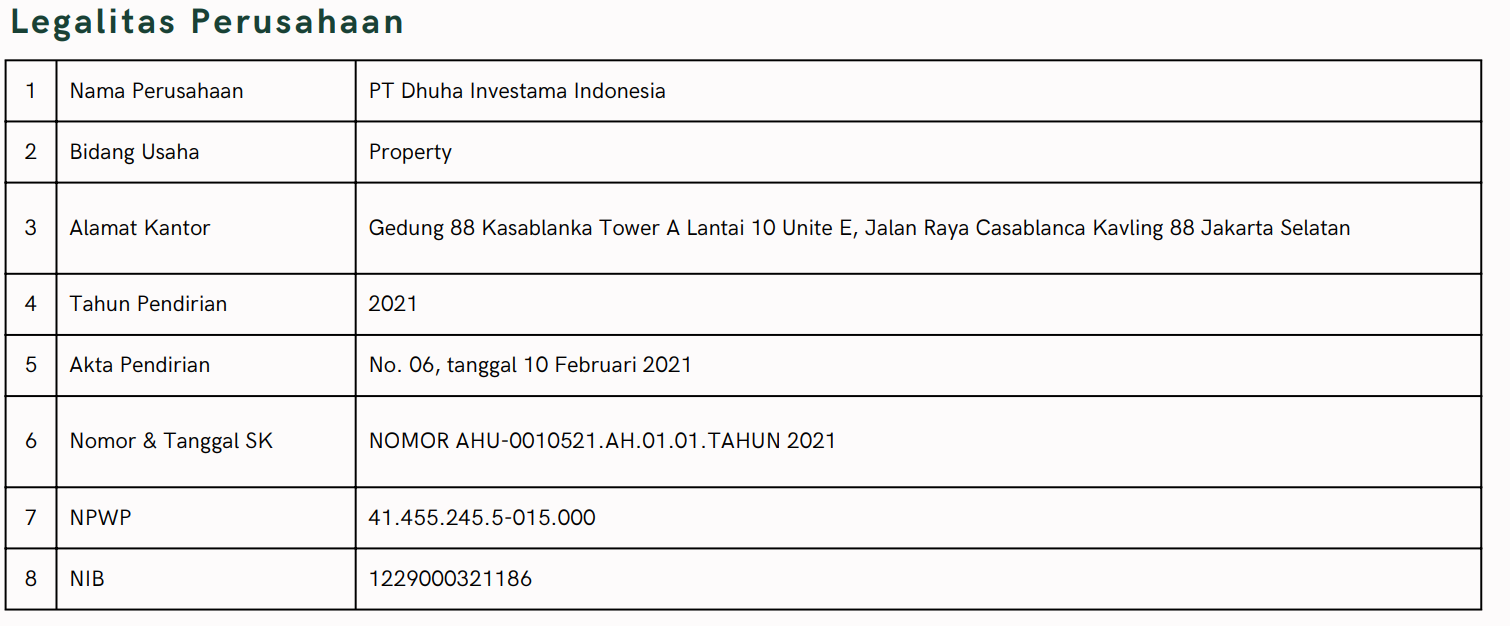 Legalitas Perusahaan
1 Nama Perusahaan PT Dhuha Investama Indonesia
2 Bidang Usaha Property
3 Alamat Kantor Gedung 88 Kasablanka Tower A Lantai 10 Unite E, Jalan Raya Casablanca Kavling 88 Jakarta Selatan
4 Tahun Pendirian 2021
5 Akta Pendirian No. 06, tanggal 10 Februari 2021
6 Nomor & Tanggal SK NOMOR AHU-0010521.AH.01.01.TAHUN 2021
7 NPWP 41.455.245.5-015.000
8 NIB 1229000321186